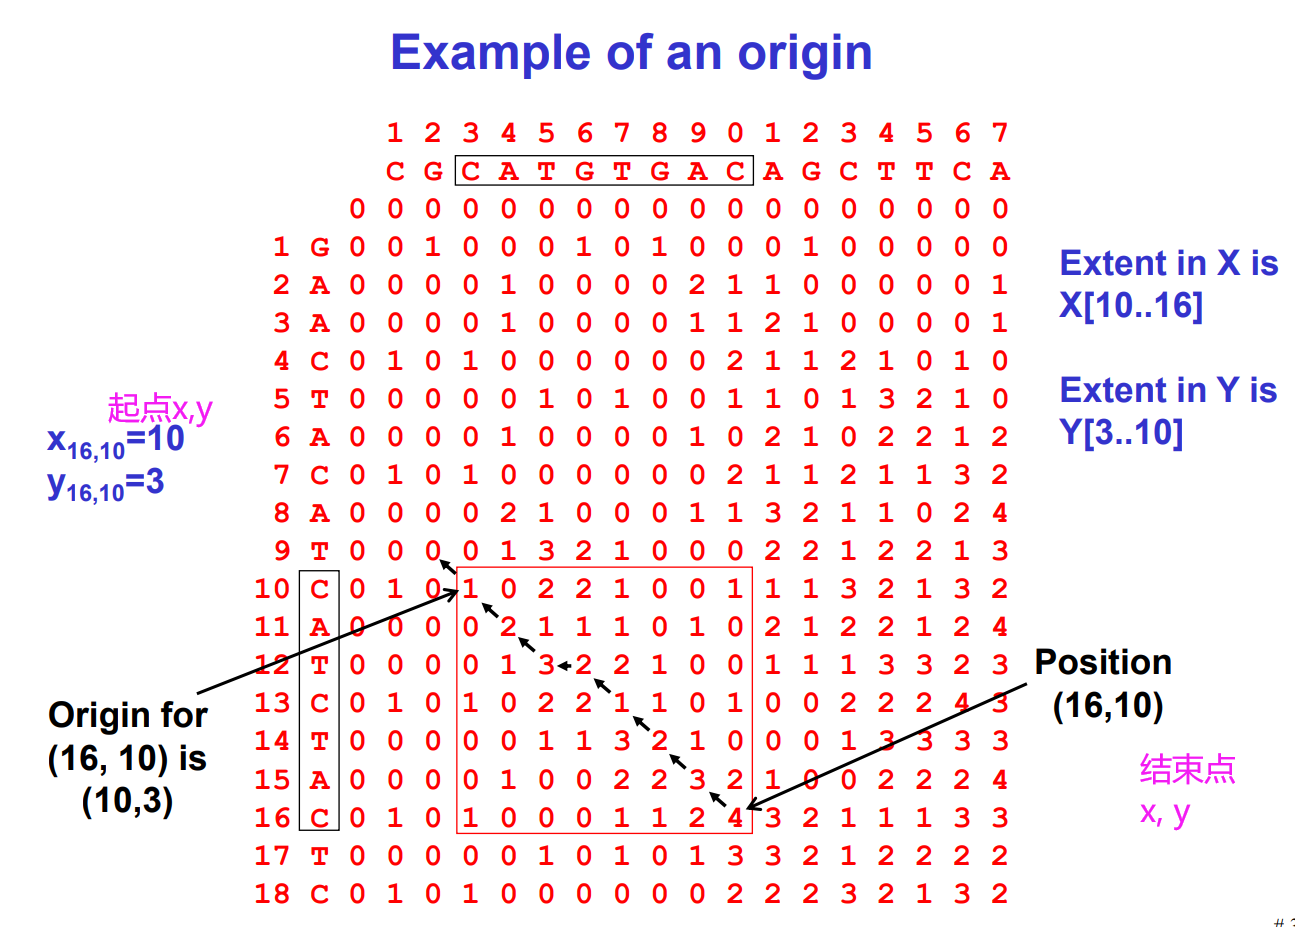 Example of an origin
1 2 3 4 5 6 7 8 9 0 1 2 3 4 5 6 7
C G C A T G T G A C A G C T T C A
0 0 0 0 0 0 0 0 0 0 0 0 0 0 0 0 0 0
1 G 0 0 1 0 0 0 1 0 1 0 0 0 1 0 0 0 0 0
2 A 0 0 0 0 1 0 0 0 0 2 1 1 0 0 0 0 0 1
3 A 0 0 0 0 1 0 0 0 0 1 1 2 1 0 0 0 0 1
4 C 0 1 0 1 0 0 0 0 0 0 2 1 1 2 1 0 1 0
5 T 0 0 0 0 0 1 0 1 0 0 1 1 0 1 3 2 1 0
6 A 0 0 0 0 1 0 0 0 0 1 0 2 1 0 2 2 1 2
7 C 0 1 0 1 0 0 0 0 0 0 2 1 1 2 1 1 3 2
8 A 0 0 0 0 2 1 0 0 0 1 1 3 2 1 1 0 2 4
9 T 0 0 0 0 1 3 2 1 0 0 0 2 2 1 2 2 1 3
10 C 0 1 0 1 0 2 2 1 0 0 1 1 1 3 2 1 3 2
11 A 0 0 0 0 2 1 1 1 0 1 0 2 1 2 2 1 2 4
12 T 0 0 0 0 1 3 2 2 1 0 0 1 1 1 3 3 2 3
13 C 0 1 0 1 0 2 2 1 1 0 1 0 0 2 2 2 4 3
14 T 0 0 0 0 0 1 1 3 2 1 0 0 0 1 3 3 3 3
15 A 0 0 0 0 1 0 0 2 2 3 2 1 0 0 2 2 2 4
16 C 0 1 0 1 0 0 0 1 1 2 4 3 2 1 1 1 3 3
17 T 0 0 0 0 0 1 0 1 0 1 3 3 2 1 2 2 2 2
18 C 0 1 0 1 0 0 0 0 0 0 2 2 2 3 2 1 3 2
Extent in X is
X[10..16]
Extent in Y is
Y[3..10]
起点x,y
x16,10=10
y16,10=3
Origin for
(16, 10) is
(10,3)
Position
(16,10)
结束点
x, y